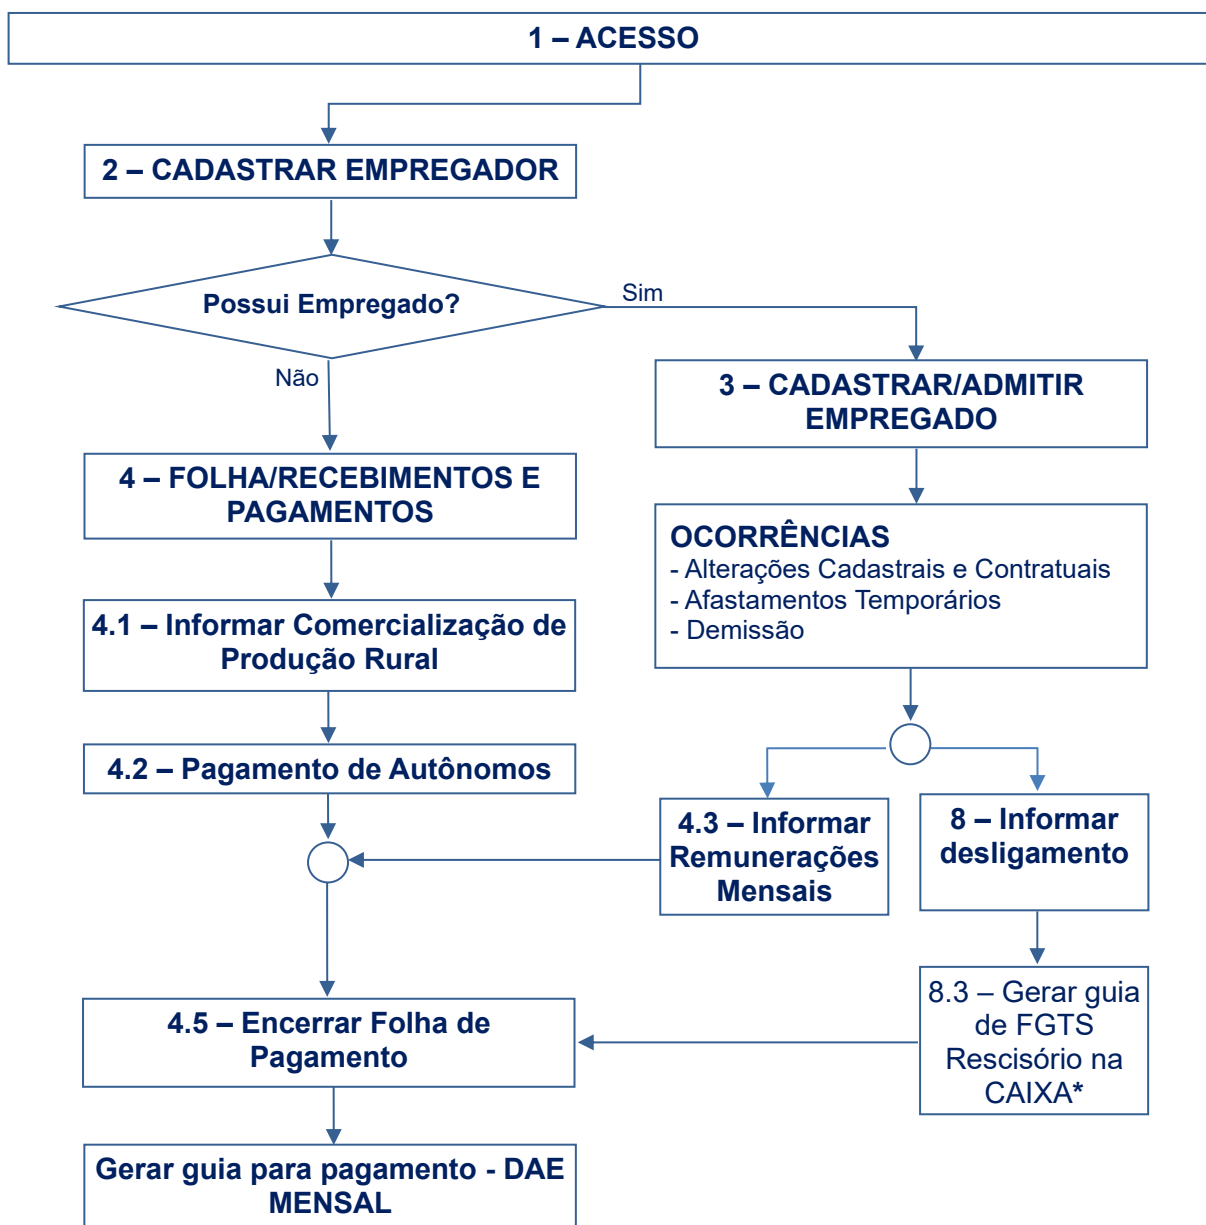 1 – ACESSO
2 – CADASTRAR EMPREGADOR
Possui Empregado?
Sim
Não
3 – CADASTRAR/ADMITIR
EMPREGADO
4 – FOLHA/RECEBIMENTOS E
PAGAMENTOS
OCORRÊNCIAS
- Alterações Cadastrais e Contratuais
- Afastamentos Temporários
- Demissão
4.1 – Informar Comercialização de
Produção Rural
4.2 – Pagamento de Autônomos
4.3 – Informar
Remunerações
Mensais
8 – Informar
desligamento
8.3 – Gerar guia
de FGTS
Rescisório na
CAIXA*
4.5 – Encerrar Folha de
Pagamento
Gerar guia para pagamento - DAE
MENSAL